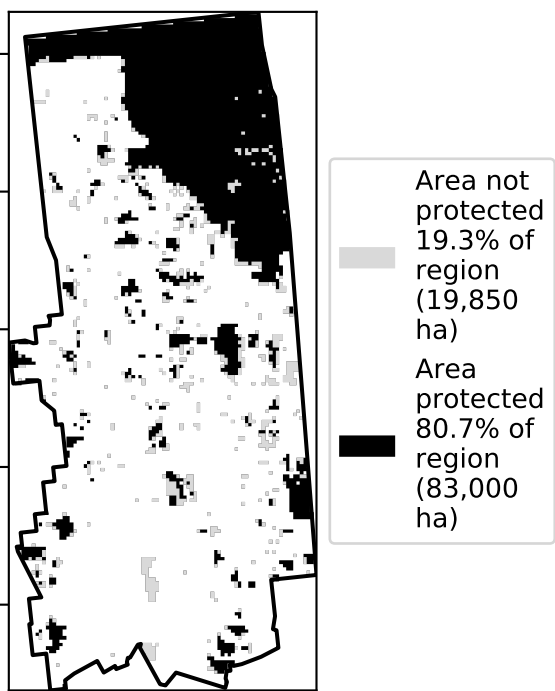 Area not
protected
19.3% of
region
(19,850
ha)
Area
protected
80.7% of
region
(83,000
ha)